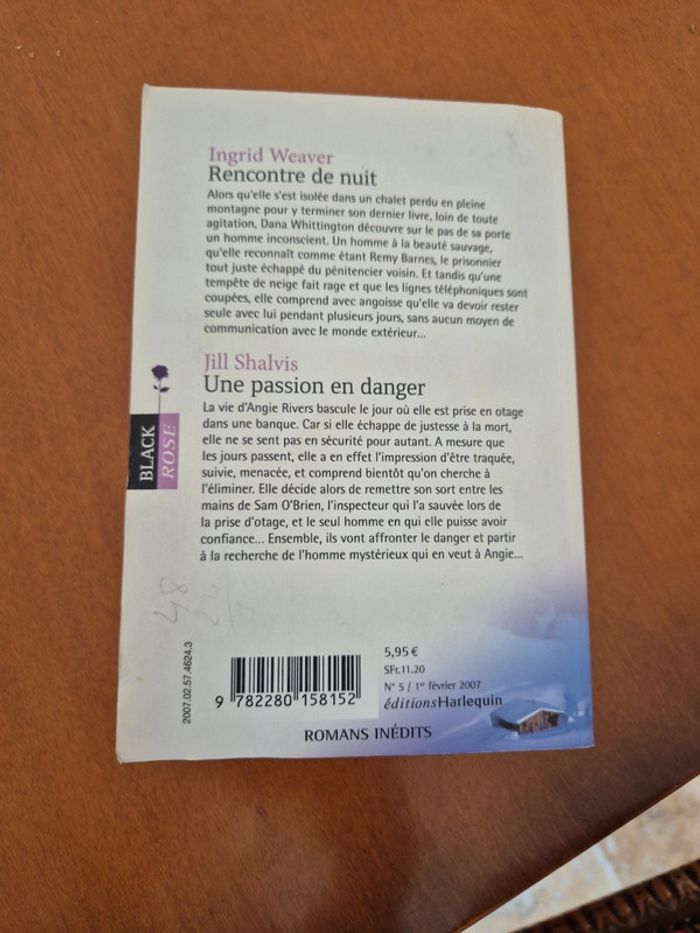 Ingrid Weaver
Rencontre de nuit
Alors qu'elle s'est isolée dans un chalet perdu en pleine
montagne pour y terminer son dernier livre, loin de toute
agitation, Dana Whittington découvre sur le pas de sa porte
un homme inconscient. Un homme à la beauté sauvage,
qu'elle reconnaît comme étant Remy Barnes, le prisonnier
tout juste échappé du pénitencier voisin. Et tandis qu'une
tempête de neige fait rage et que les lignes téléphoniques sont
coupées, elle comprend avec angoisse qu'elle va devoir rester
seule avec lui pendant plusieurs jours, sans aucun moyen de
communication avec le monde extérieur...
Jill Shalvis
Une passion en danger
La vie d'Angie Rivers bascule le jour où elle est prise en otage
dans une banque. Car si elle échappe de justesse à la mort,
elle ne se sent pas en sécurité pour autant. A mesure que
les jours passent, elle a en effet l'impression d'être traquée,
suivie, menacée, et comprend bientôt qu'on cherche à
l'éliminer. Elle décide alors de remettre son sort entre les
mains de Sam O'Brien, l'inspecteur qui l'a sauvée lors de
la prise d'otage, et le seul homme en qui elle puisse avoir
confiance... Ensemble, ils vont affronter le danger et partir
à la recherche de l'homme mystérieux qui en veut à Angie...
BLACK
ROSE
48
2007.02.57.4624.3
9 782280 158152
5,95 €
SFr.11.20
N° 5 / 1er février 2007
éditionsHarlequin
ROMANS INÉDITS